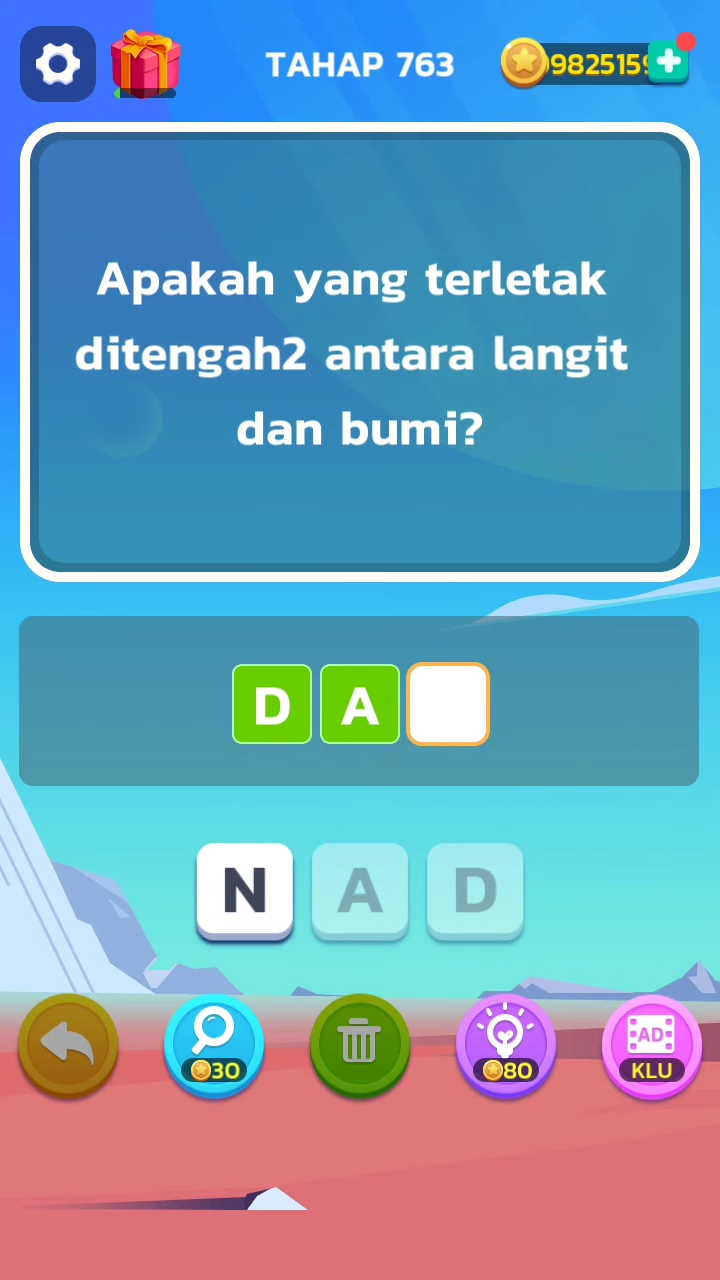 TAHAP 763
9825159
Apakah yang terletak
ditengah2 antara langit
dan bumi?
D A
N A D
30
80
AD
KLU